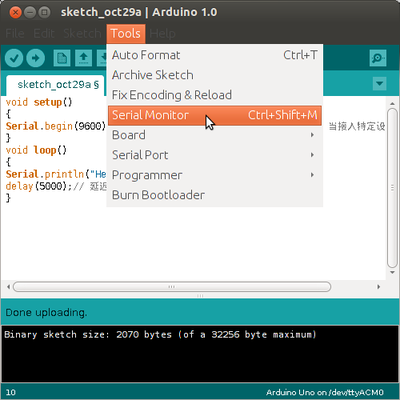 sketch_oct29a | Arduino 1.0
File Edit Sketch Tools Help
Auto Format Ctrl+T
Archive Sketch
Fix Encoding & Reload
Serial Monitor Ctrl+Shift+M
Board
Serial Port
Programmer
Burn Bootloader
sketch_oct29a §
void setup()
{
Serial.begin(9600) 当接入特定设
}
void loop()
{
Serial.println("He
delay(5000);// 延迟
}
Done uploading.
Binary sketch size: 2070 bytes (of a 32256 byte maximum)
10 Arduino Uno on /dev/ttyACM0